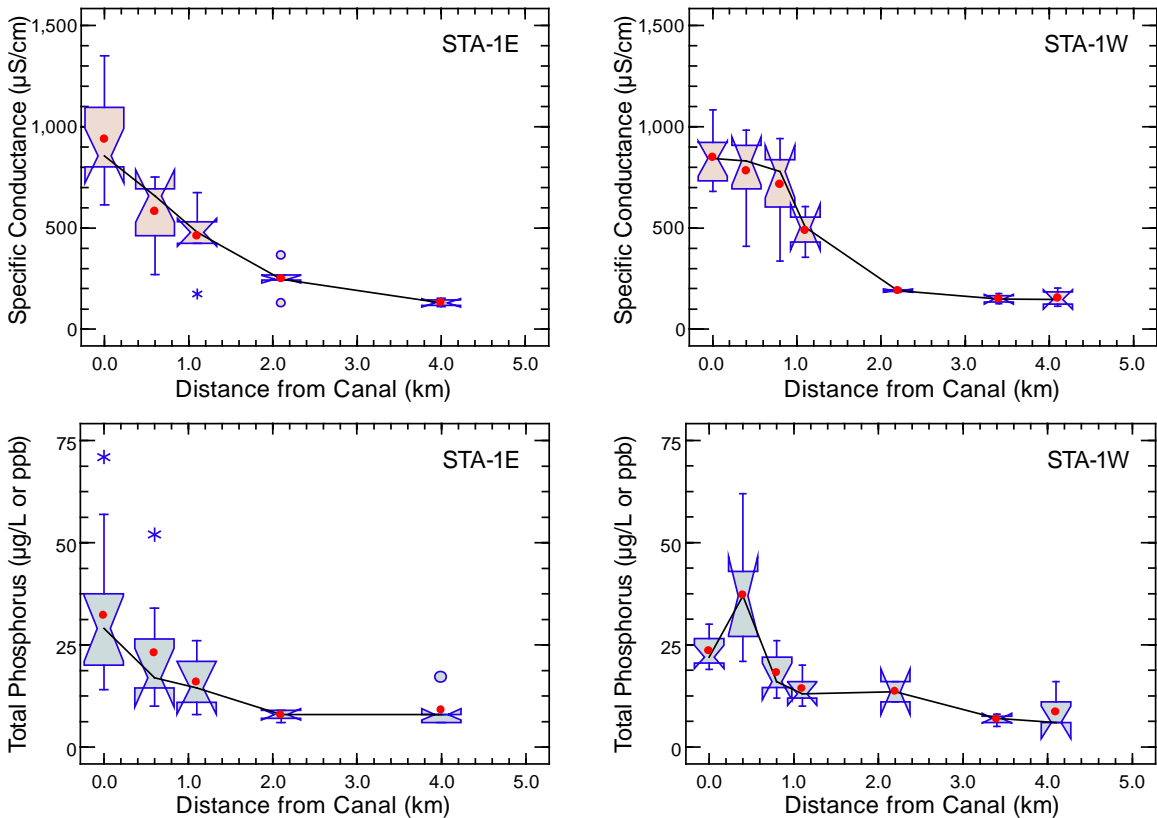 1,500
1,000
500
0
Specific Conductance (µS/cm)
STA-1E
0.0 1.0 2.0 3.0 4.0 5.0
Distance from Canal (km)
1,500
1,000
500
0
Specific Conductance (µS/cm)
STA-1W
0.0 1.0 2.0 3.0 4.0 5.0
Distance from Canal (km)
75
50
25
0
Total Phosphorus (µg/L or ppb)
STA-1E
0.0 1.0 2.0 3.0 4.0 5.0
Distance from Canal (km)
75
50
25
0
Total Phosphorus (µg/L or ppb)
STA-1W
0.0 1.0 2.0 3.0 4.0 5.0
Distance from Canal (km)